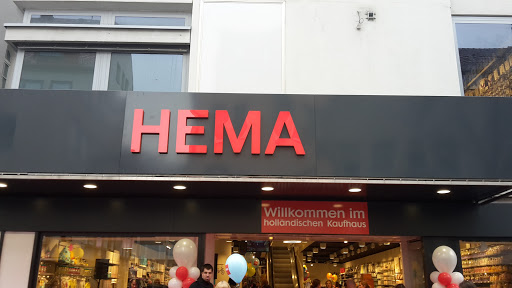 HEMA
Willkommen im
holländischen Kaufhaus